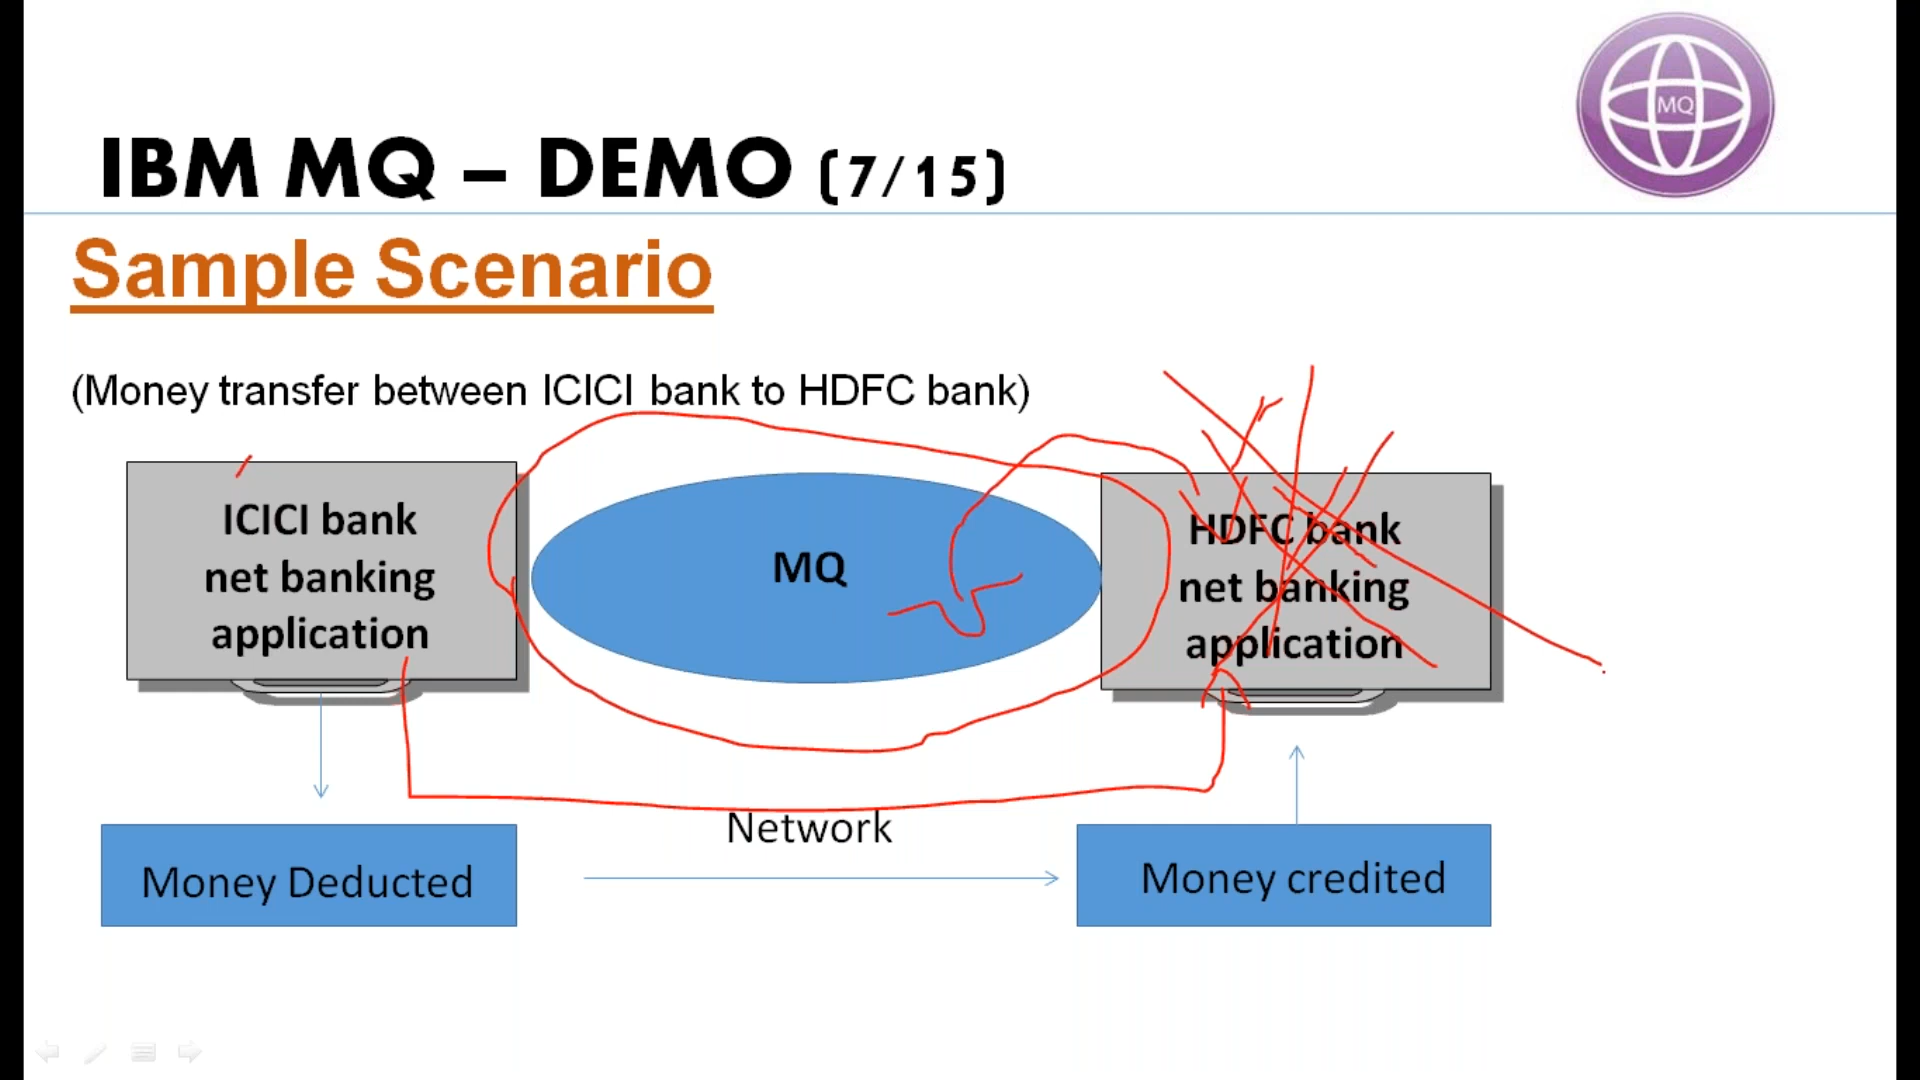 MQ
IBM MQ – DEMO (7/15)
Sample Scenario
(Money transfer between ICICI bank to HDFC bank)
ICICI bank
net banking
application
MQ
HDFC bank
net banking
application
Network
Money Deducted
Money credited